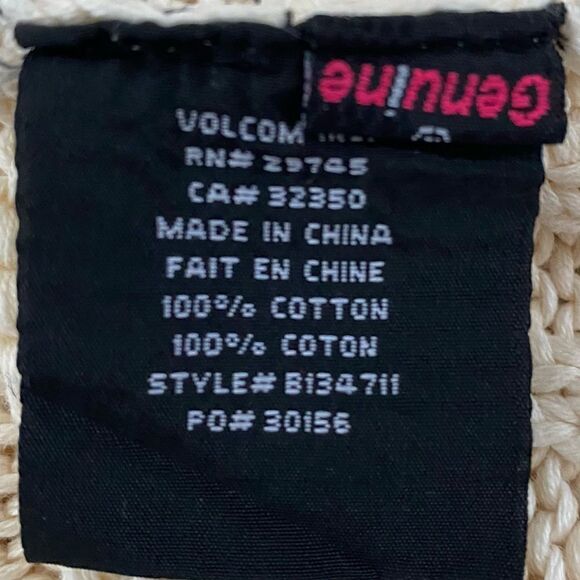 Genuine
VOLCOM
RN# 29745
CA# 32350
MADE IN CHINA
FAIT EN CHINE
100% COTTON
100% COTON
STYLE# B134711
PO# 30156